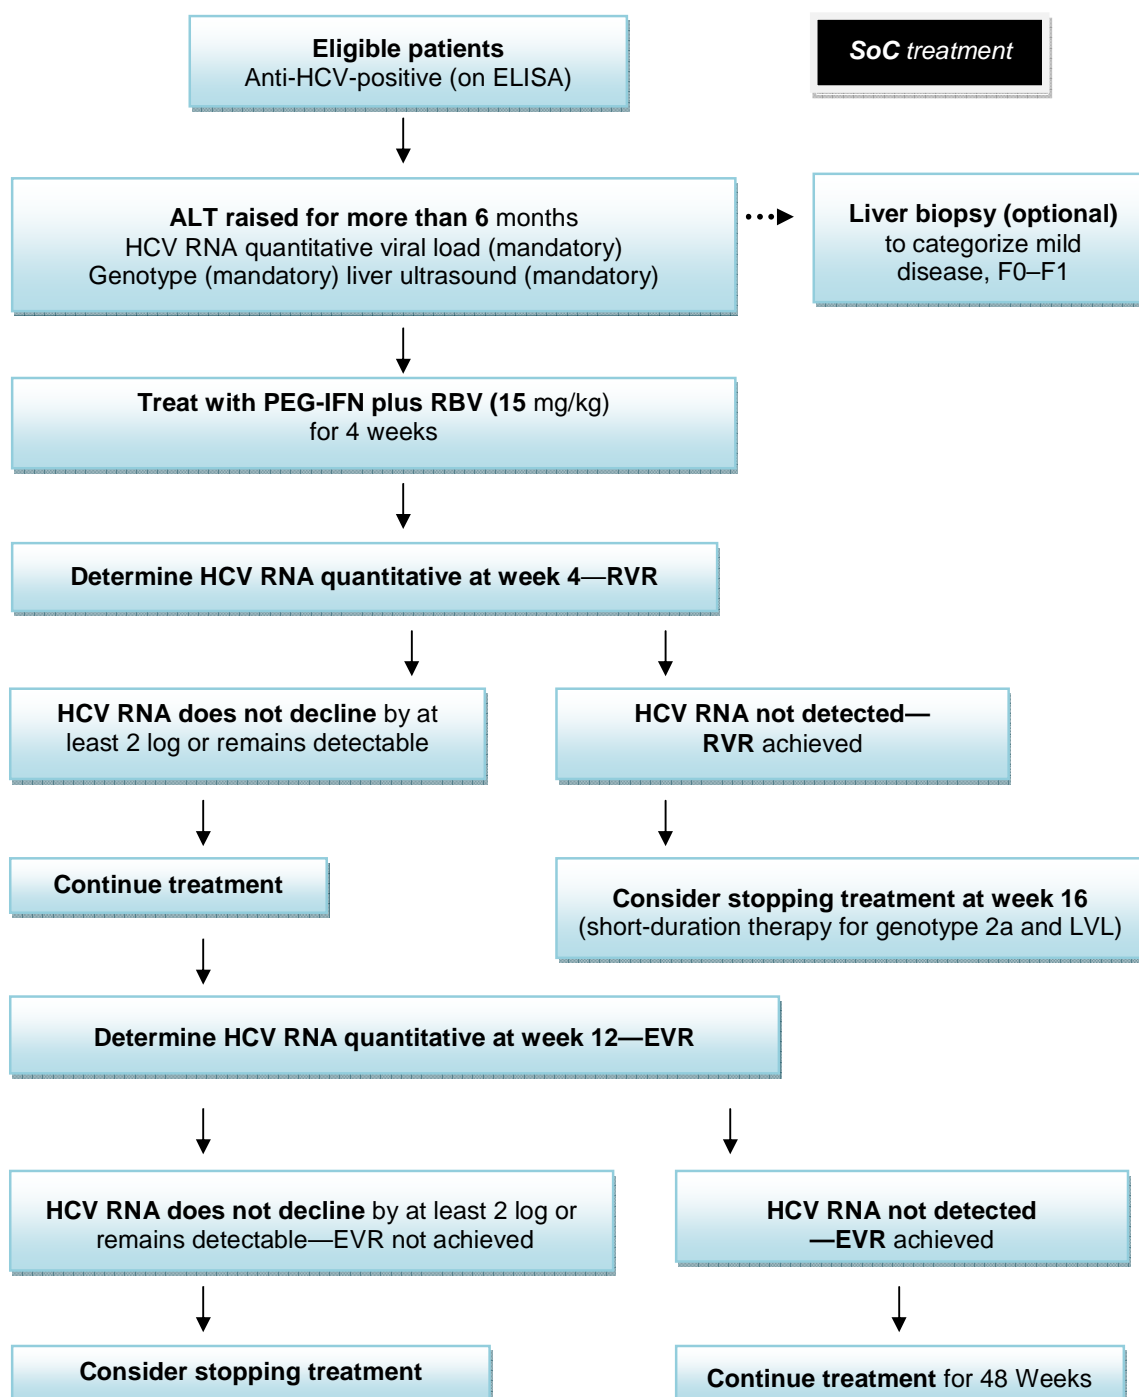 Eligible patients
Anti-HCV-positive (on ELISA)
SoC treatment
ALT raised for more than 6 months
HCV RNA quantitative viral load (mandatory)
Genotype (mandatory) liver ultrasound (mandatory)
Liver biopsy (optional)
to categorize mild
disease, F0–F1
Treat with PEG-IFN plus RBV (15 mg/kg)
for 4 weeks
Determine HCV RNA quantitative at week 4—RVR
HCV RNA does not decline by at
least 2 log or remains detectable
HCV RNA not detected—
RVR achieved
Continue treatment
Consider stopping treatment at week 16
(short-duration therapy for genotype 2a and LVL)
Determine HCV RNA quantitative at week 12—EVR
HCV RNA does not decline by at least 2 log or
remains detectable—EVR not achieved
HCV RNA not detected
—EVR achieved
Consider stopping treatment
Continue treatment for 48 Weeks